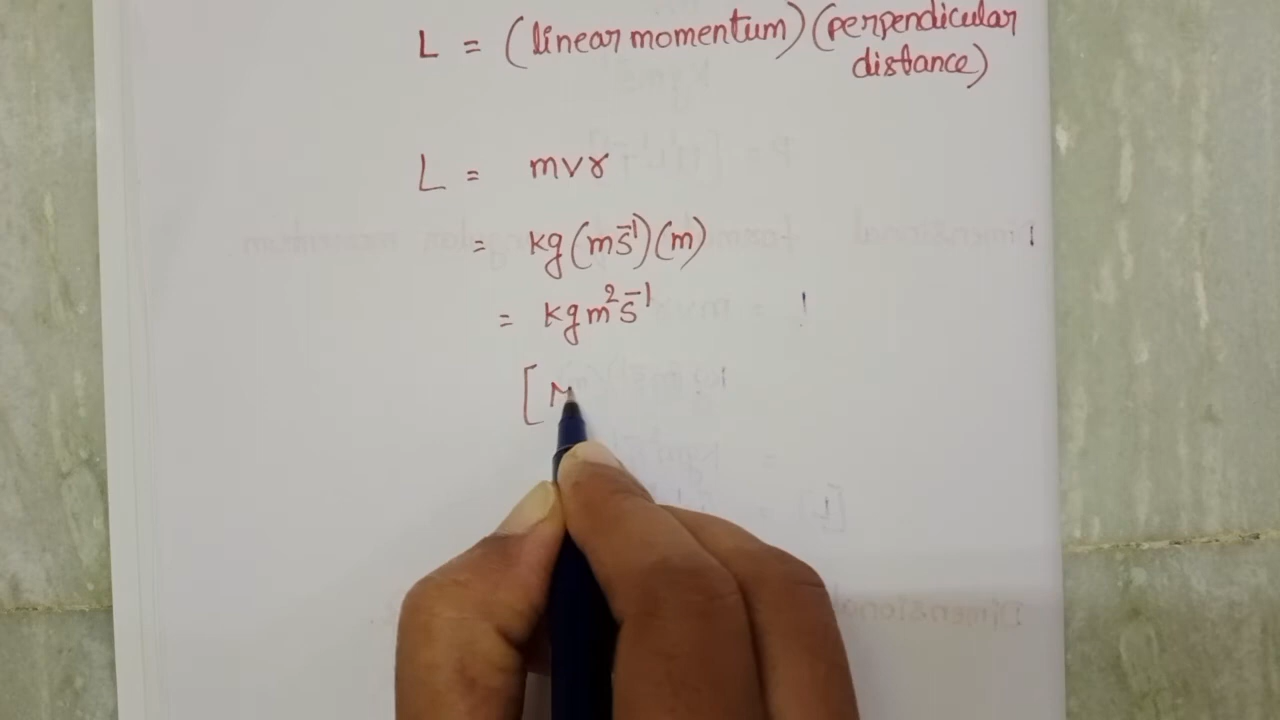 L = (linear momentum) (perpendicular
distance)
L = mvr
= kg(ms⁻¹)(m)
= kgm²s⁻¹
[M